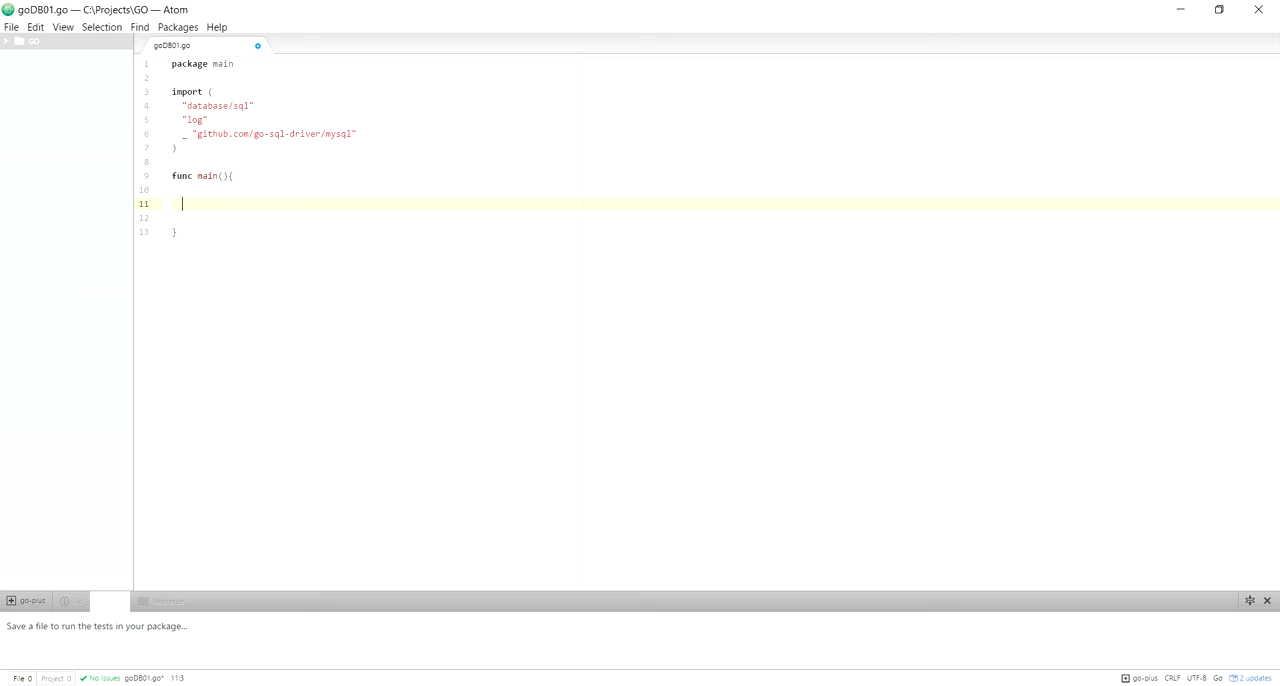 goDB01.go — C:\Projects\GO — Atom
File Edit View Selection Find Packages Help
GO
goDB01.go
1 package main
2
3 import (
4 "database/sql"
5 "log"
6 _ "github.com/go-sql-driver/mysql"
7 )
8
9 func main(){
10
11
12
13 }
go-plus Go
Save a file to run the tests in your package...
File 0 Project 0 No Issues goDB01.go* 11:3 go-plus CRLF UTF-8 Go 2 updates